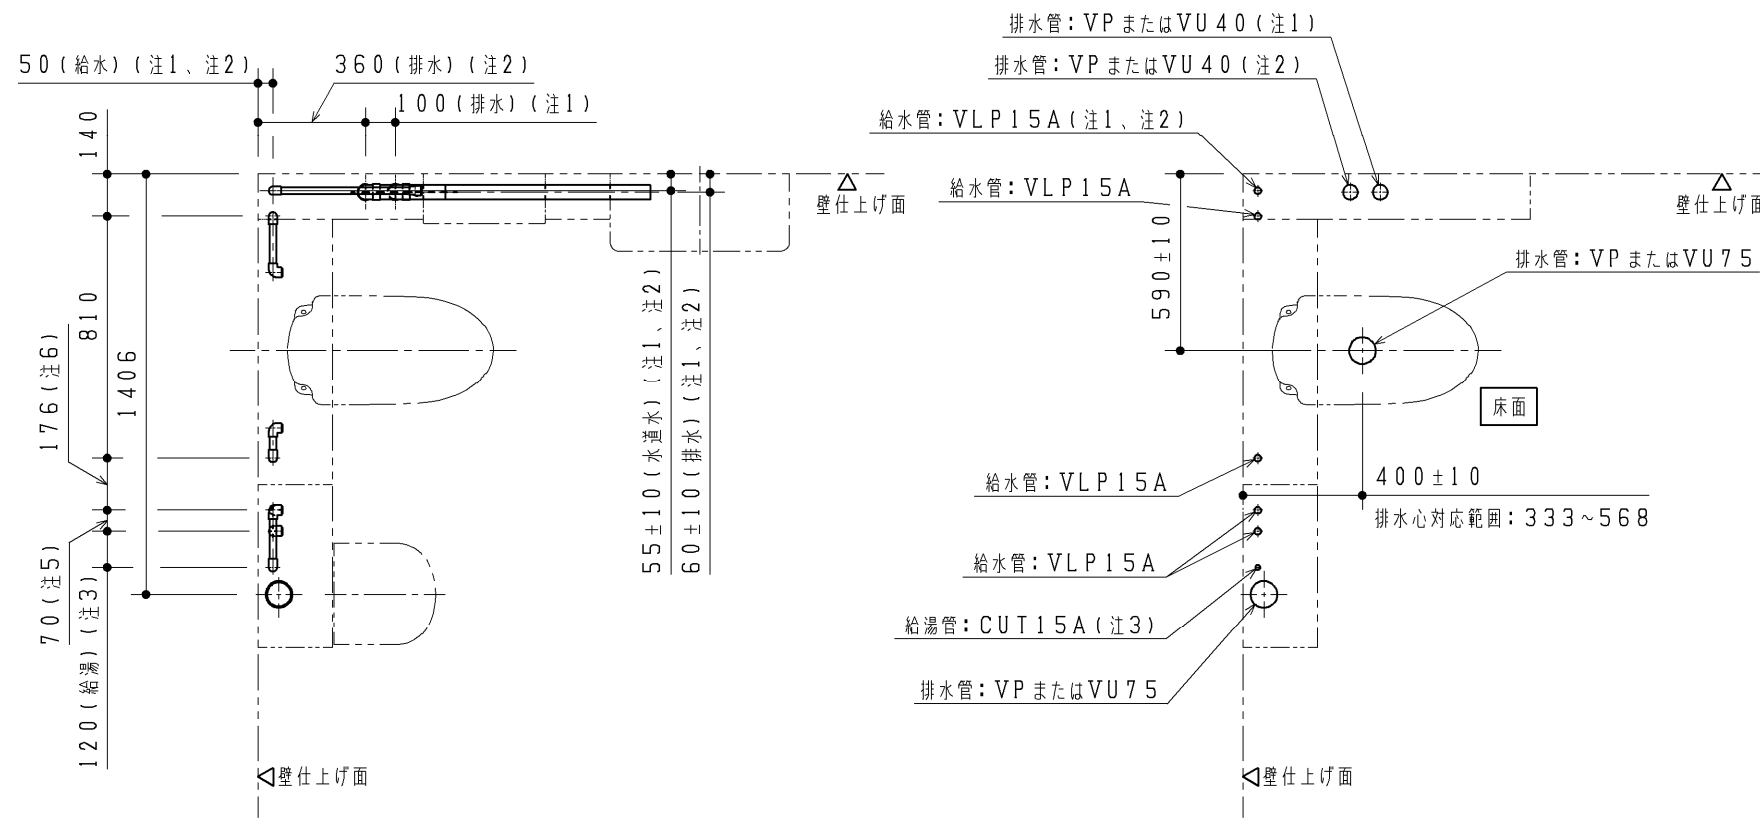 50(給水)(注1、注2)
360(排水)(注2)
100(排水)(注1)
140
810
1406
176(注6)
70(注5)
120(給湯)(注3)
55±10(水道水)(注1、注2)
60±10(排水)(注1、注2)
壁仕上げ面
壁仕上げ面
排水管:VPまたはVU40(注1)
排水管:VPまたはVU40(注2)
給水管:VLP15A(注1、注2)
給水管:VLP15A
壁仕上げ面
590±10
排水管:VPまたはVU75
床面
給水管:VLP15A
400±10
排水心対応範囲:333~568
給水管:VLP15A
給湯管:CUT15A(注3)
排水管:VPまたはVU75
壁仕上げ面